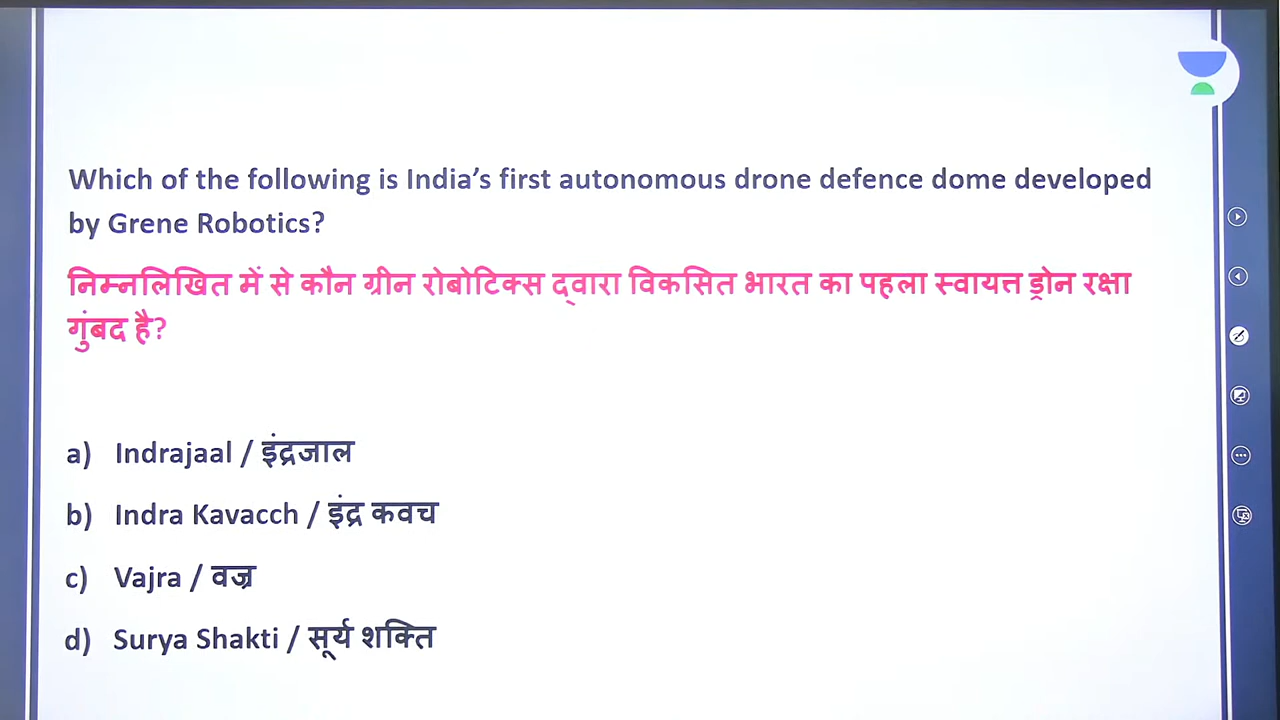 Which of the following is India’s first autonomous drone defence dome developed
by Grene Robotics?
निम्नलिखित में से कौन ग्रीन रोबोटिक्स द्वारा विकसित भारत का पहला स्वायत्त ड्रोन रक्षा
गुंबद है?
a) Indrajaal / इंद्रजाल
b) Indra Kavacch / इंद्र कवच
c) Vajra / वज्र
d) Surya Shakti / सूर्य शक्ति